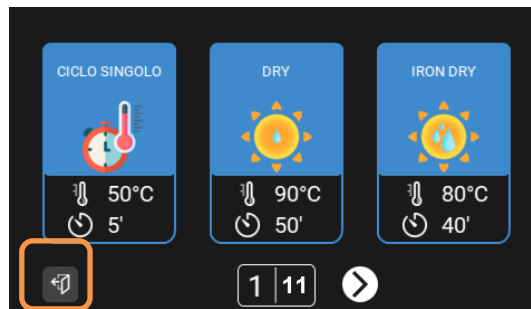 CICLO SINGOLO
DRY
IRON DRY
50°C
90°C
80°C
5'
50'
40'
1 11